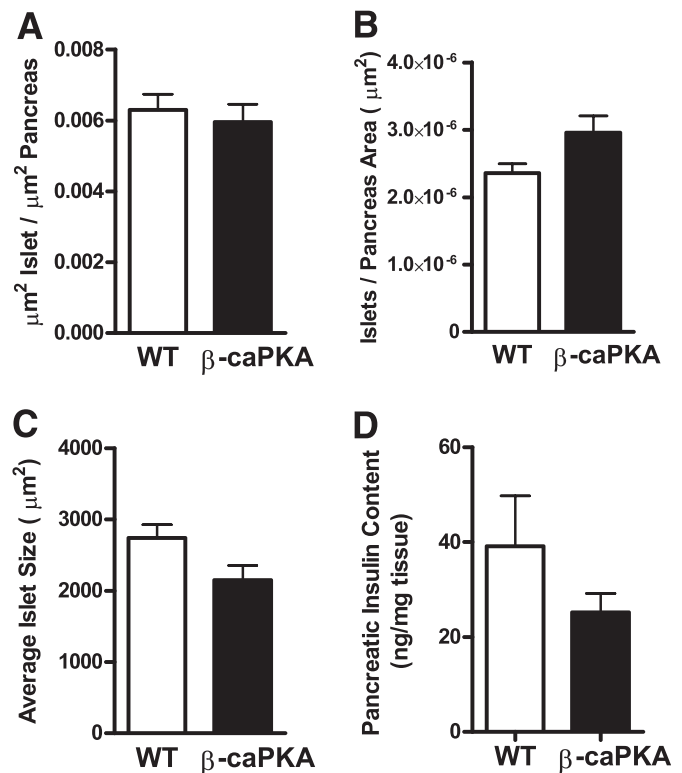 A
μm² Islet / μm² Pancreas
0.008
0.006
0.004
0.002
0.000
WT β-caPKA
B
Islets / Pancreas Area ( μm²)
4.0×10⁻⁶
3.0×10⁻⁶
2.0×10⁻⁶
1.0×10⁻⁶
0
WT β-caPKA
C
Average Islet Size ( μm²)
4000
3000
2000
1000
0
WT β-caPKA
D
Pancreatic Insulin Content
(ng/mg tissue)
60
40
20
0
WT β-caPKA